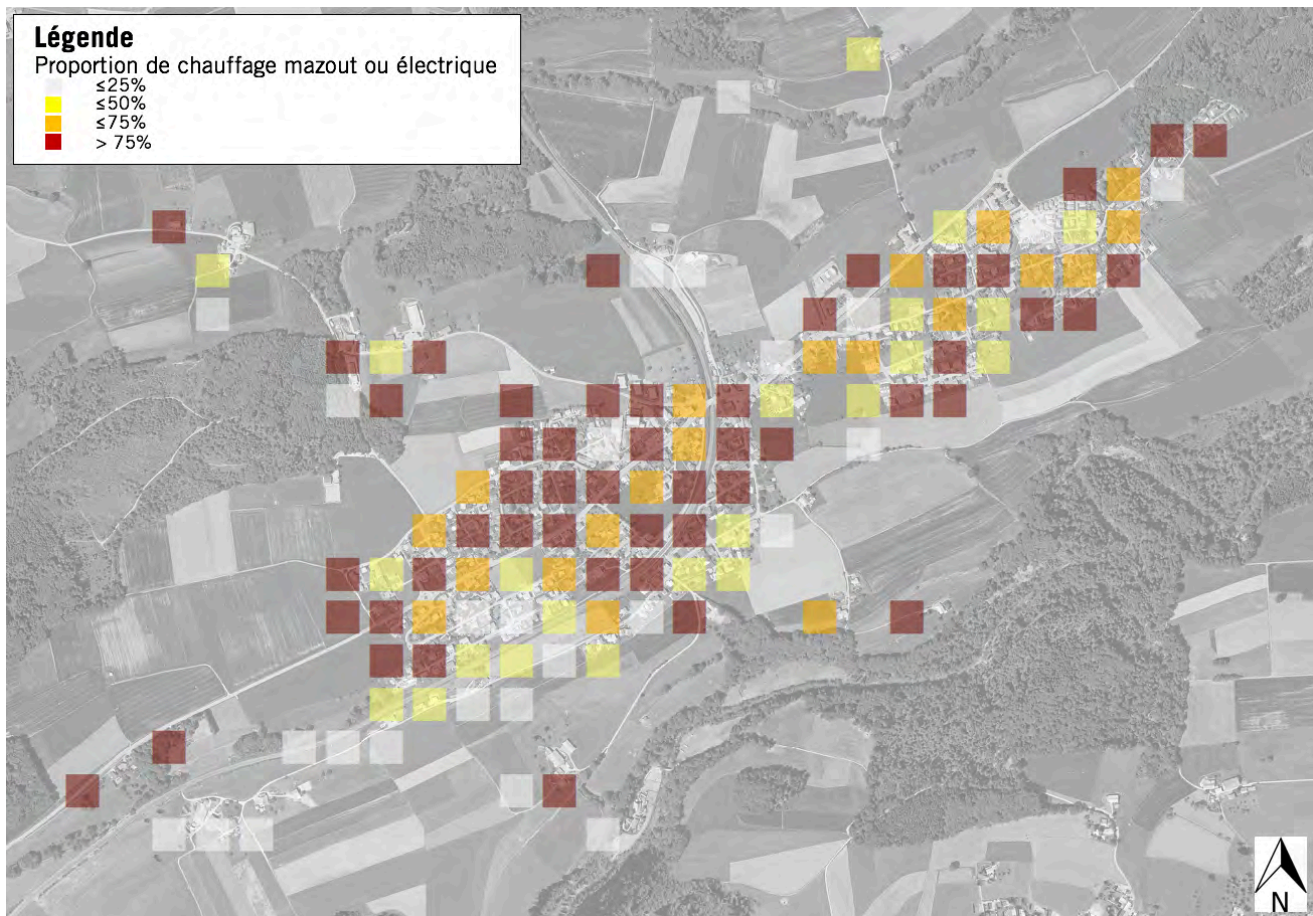 Légende
Proportion de chauffage mazout ou électrique
≤25%
≤50%
≤75%
> 75%
N